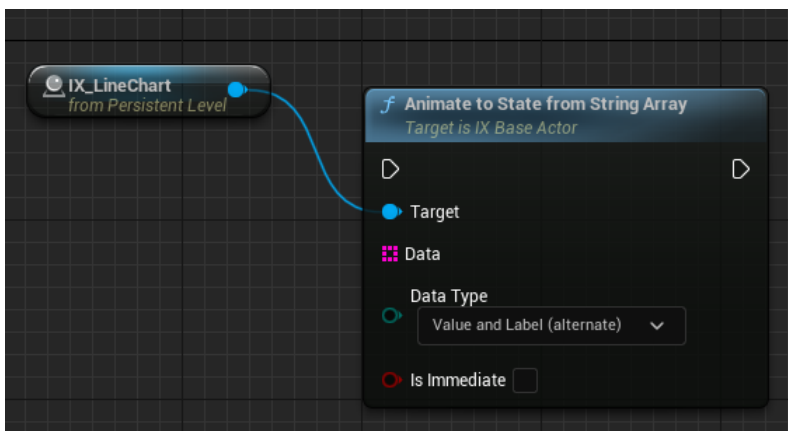 IX_LineChart
from Persistent Level
f Animate to State from String Array
Target is IX Base Actor
Target
Data
Data Type
Value and Label (alternate)
Is Immediate